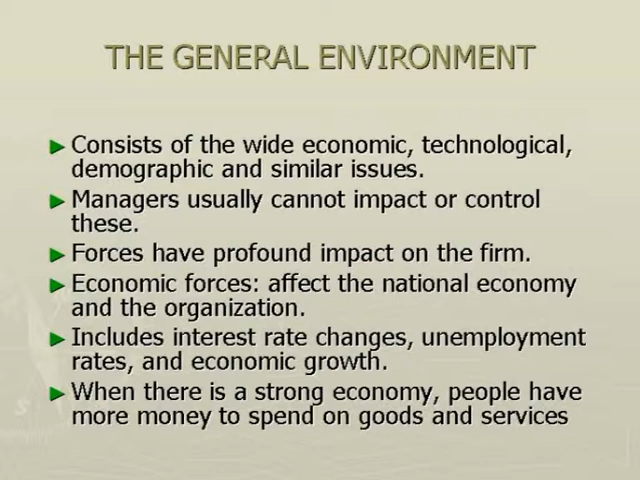 THE GENERAL ENVIRONMENT
Consists of the wide economic, technological,
demographic and similar issues.
Managers usually cannot impact or control
these.
Forces have profound impact on the firm.
Economic forces: affect the national economy
and the organization.
Includes interest rate changes, unemployment
rates, and economic growth.
When there is a strong economy, people have
more money to spend on goods and services